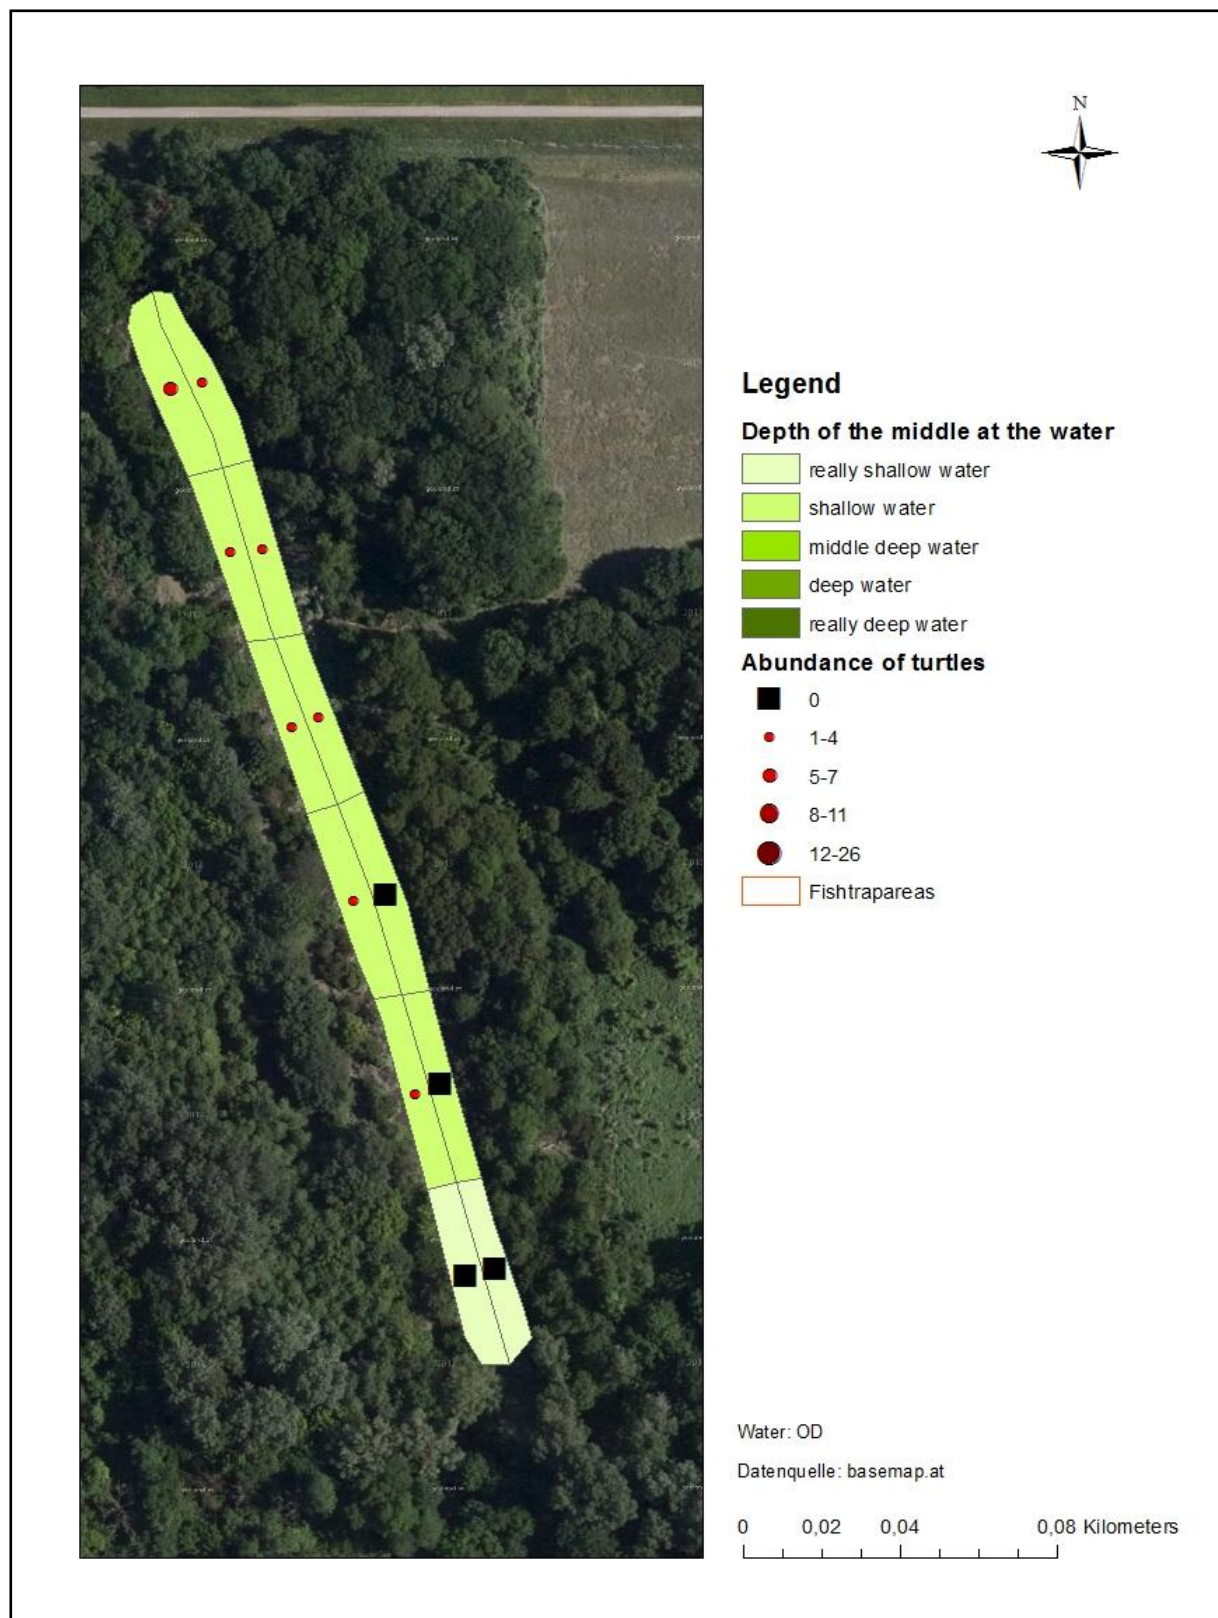 N
Legend
Depth of the middle at the water
really shallow water
shallow water
middle deep water
deep water
really deep water
Abundance of turtles
0
1-4
5-7
8-11
12-26
Fishtrapareas
Water: OD
Datenquelle: basemap.at
0 0,02 0,04 0,08 Kilometers